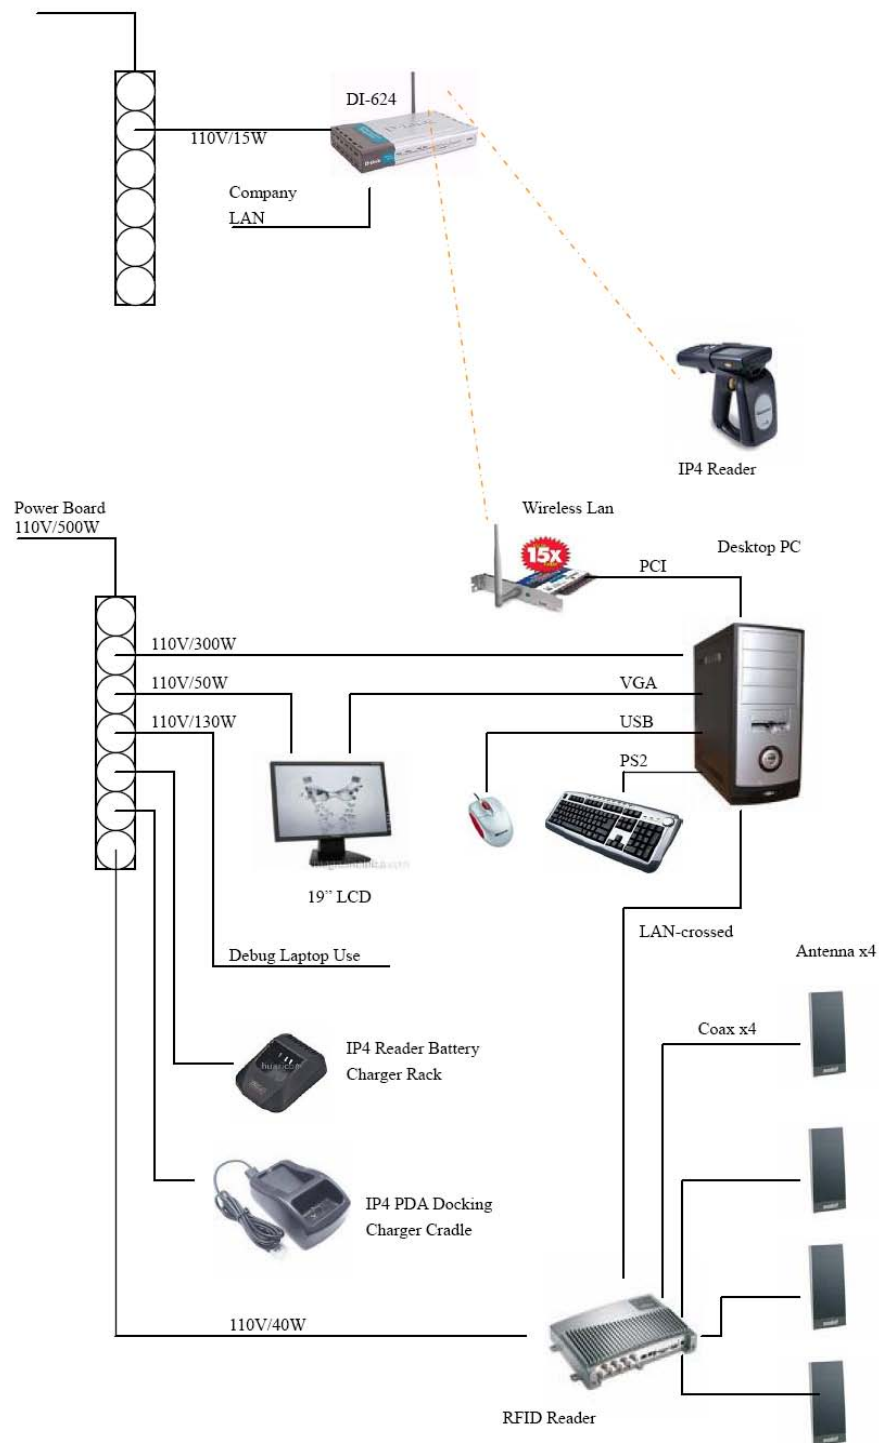 DI-624
110V/15W
Company
LAN
IP4 Reader
Power Board
110V/500W
Wireless Lan
15x
Desktop PC
PCI
110V/300W
110V/50W
VGA
110V/130W
USB
PS2
19” LCD
LAN-crossed
Debug Laptop Use
Antenna x4
Coax x4
IP4 Reader Battery
Charger Rack
IP4 PDA Docking
Charger Cradle
110V/40W
RFID Reader